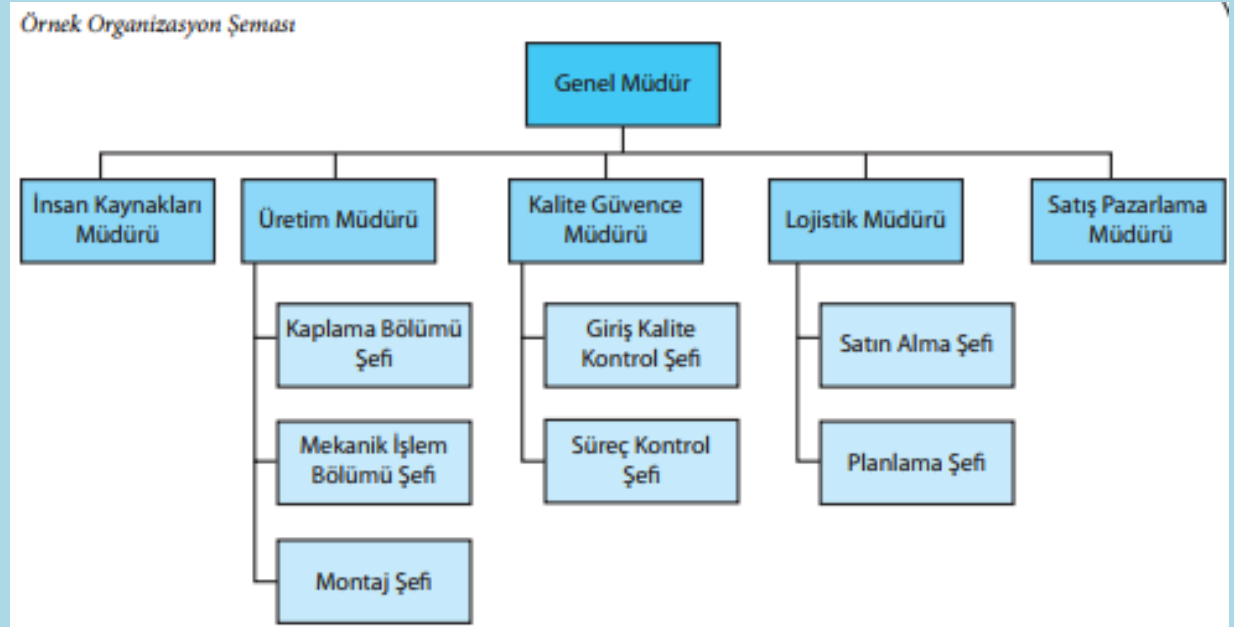 Örnek Organizasyon Şeması
Genel Müdür
İnsan Kaynakları
Müdürü
Üretim Müdürü
Kalite Güvence
Müdürü
Lojistik Müdürü
Satış Pazarlama
Müdürü
Kaplama Bölümü
Şefi
Mekanik İşlem
Bölümü Şefi
Montaj Şefi
Giriş Kalite
Kontrol Şefi
Süreç Kontrol
Şefi
Satın Alma Şefi
Planlama Şefi